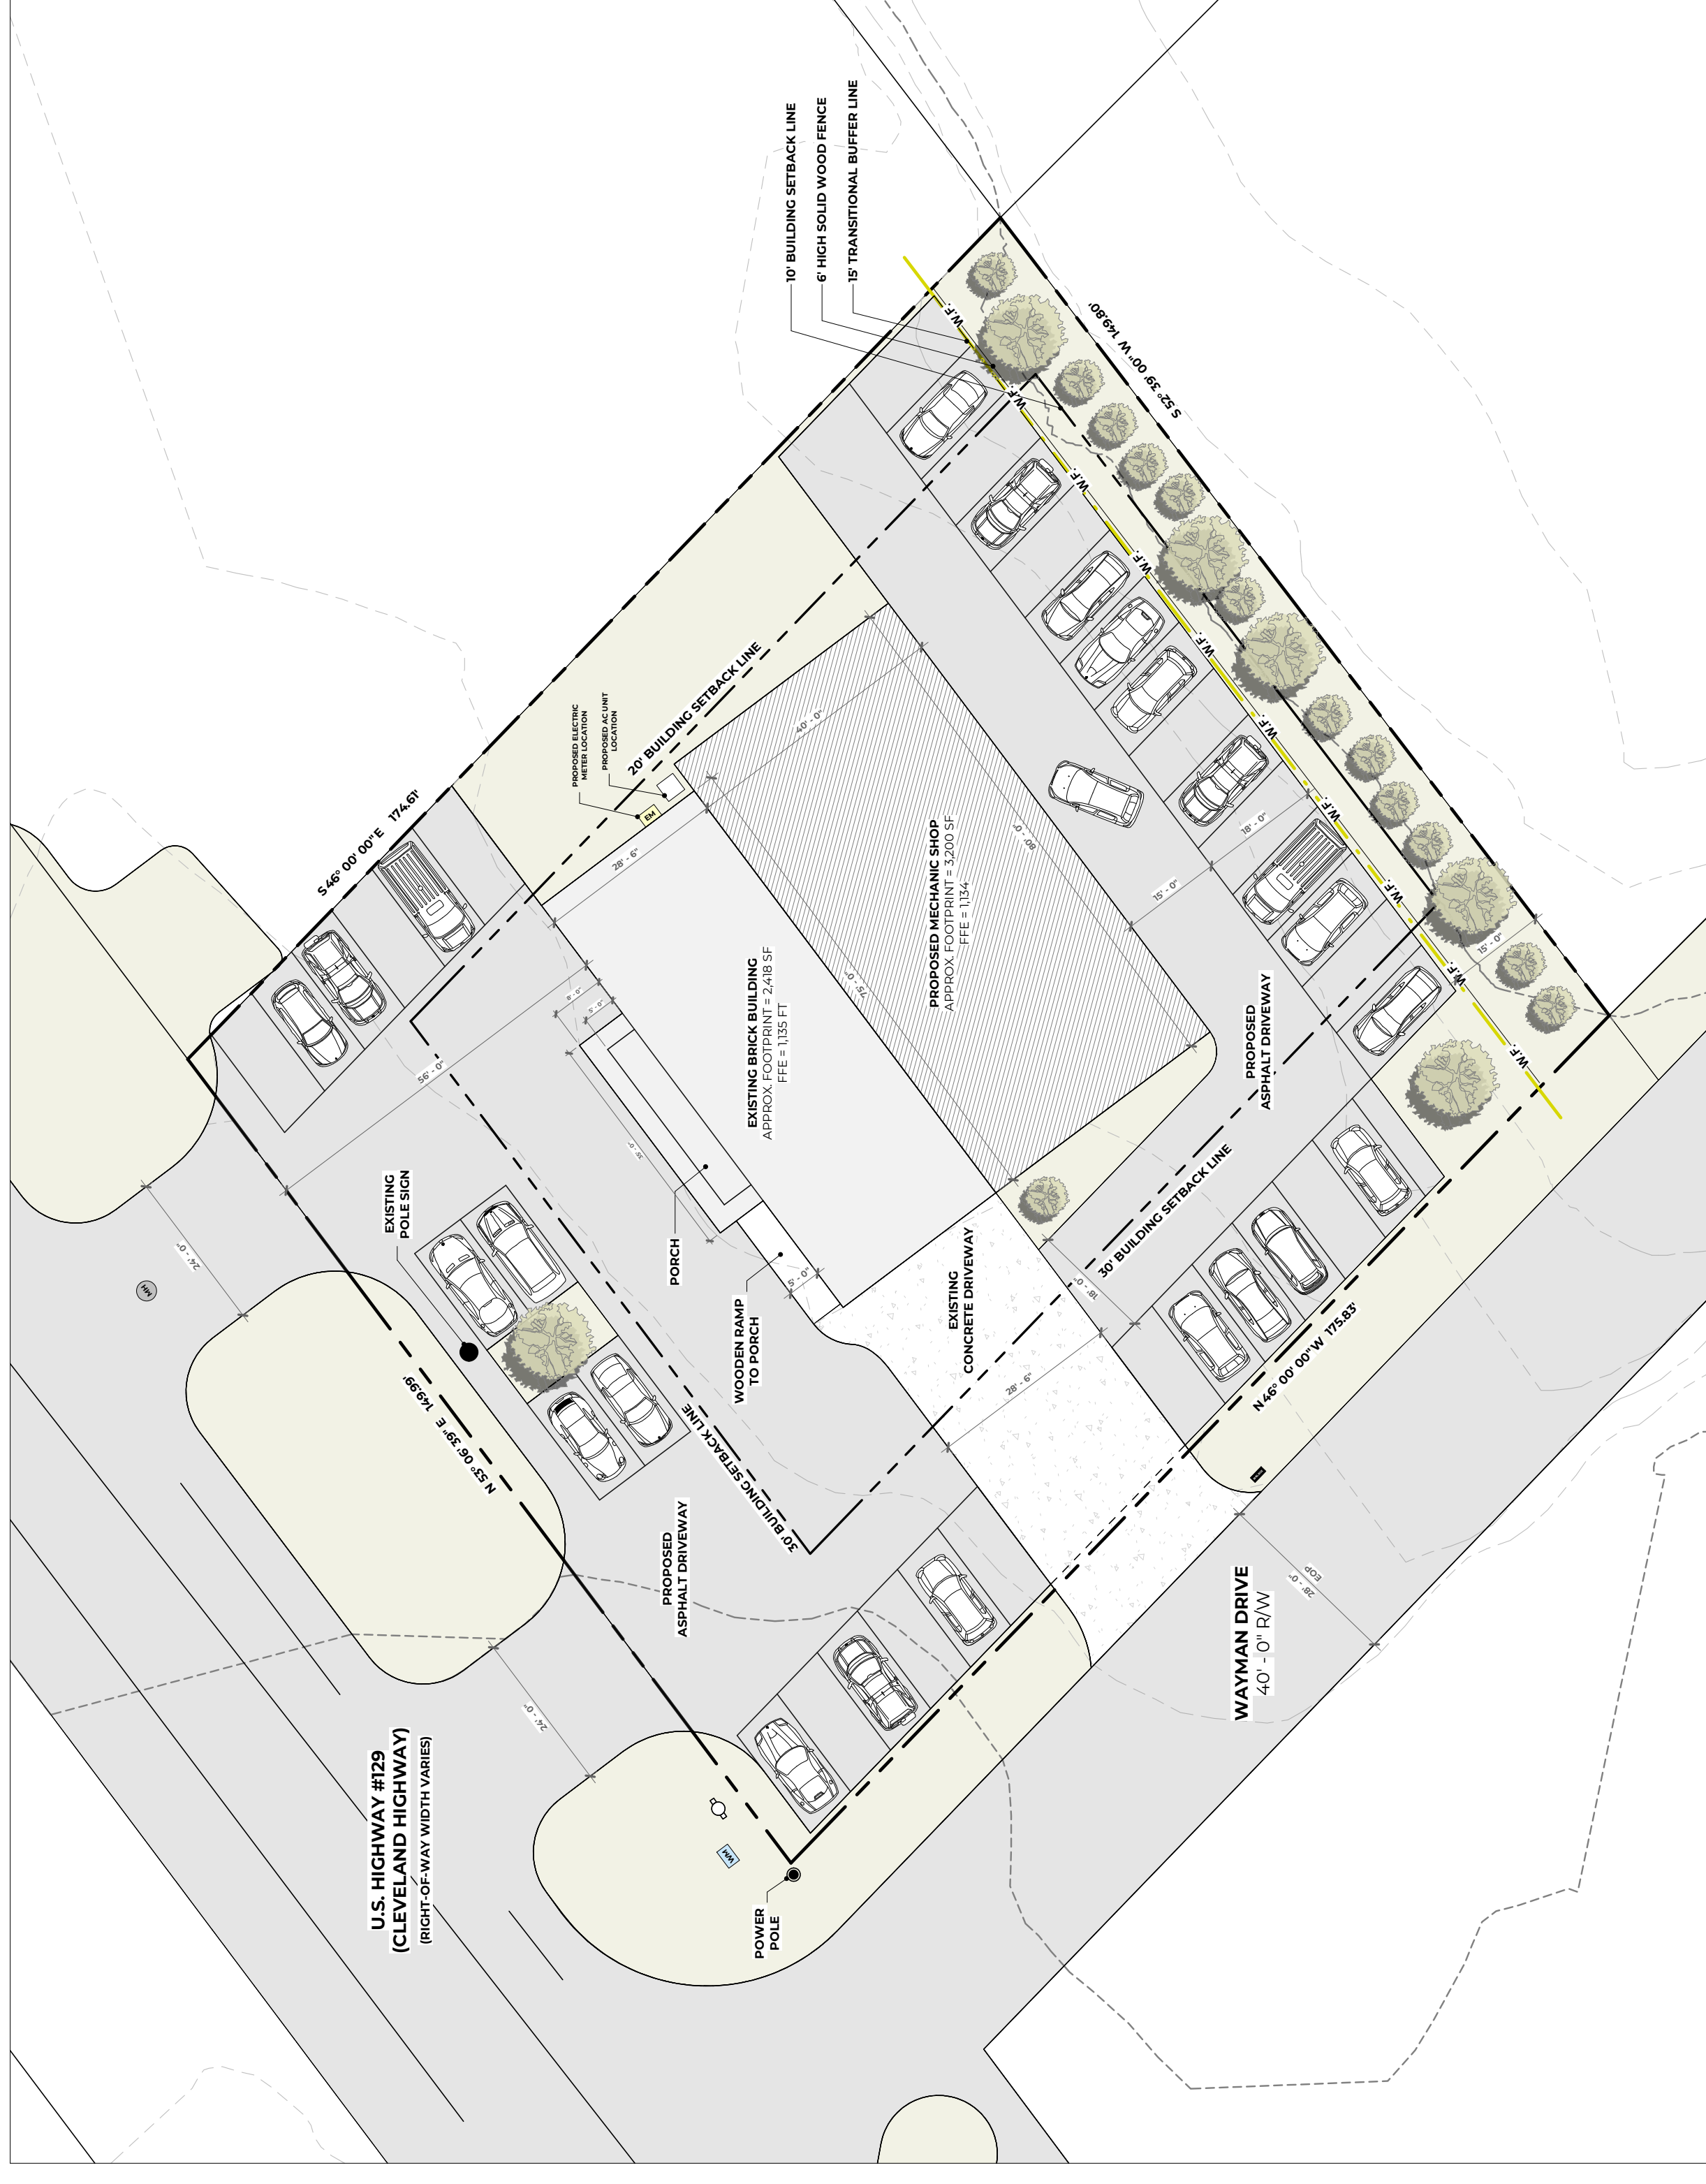 10' BUILDING SETBACK LINE
6' HIGH SOLID WOOD FENCE
15' TRANSITIONAL BUFFER LINE
W.F.
W.F.
W.F.
W.F.
W.F.
W.F.
W.F.
W.F.
W.F.
W.F.
S 52° 39' 00" W 149.80'
S 46° 00' 00" E 174.61'
20' BUILDING SETBACK LINE
PROPOSED ELECTRIC
METER LOCATION
PROPOSED AC UNIT
LOCATION
EM
40' - 0"
80' - 0"
75' - 0"
28' - 6"
PROPOSED MECHANIC SHOP
APPROX. FOOTPRINT = 3,200 SF
FFE = 1,134
EXISTING BRICK BUILDING
APPROX. FOOTPRINT = 2,418 SF
FFE = 1,135 FT
18' - 0"
15' - 0"
15' - 0"
56' - 0"
5' - 0"
PROPOSED
ASPHALT DRIVEWAY
30' BUILDING SETBACK LINE
EXISTING
POLE SIGN
24' - 0"
MH
PORCH
WOODEN RAMP
TO PORCH
5' - 0"
EXISTING
CONCRETE DRIVEWAY
18' - 0"
28' - 6"
N 46° 00' 00" W 175.83'
N 53° 06' 39" E 149.99'
30' BUILDING SETBACK LINE
PROPOSED
ASPHALT DRIVEWAY
28' - 0"
EOP
WAYMAN DRIVE
40' - 0" R/W
24' - 0"
U.S. HIGHWAY #129
(CLEVELAND HIGHWAY)
(RIGHT-OF-WAY WIDTH VARIES)
WM
POWER
POLE